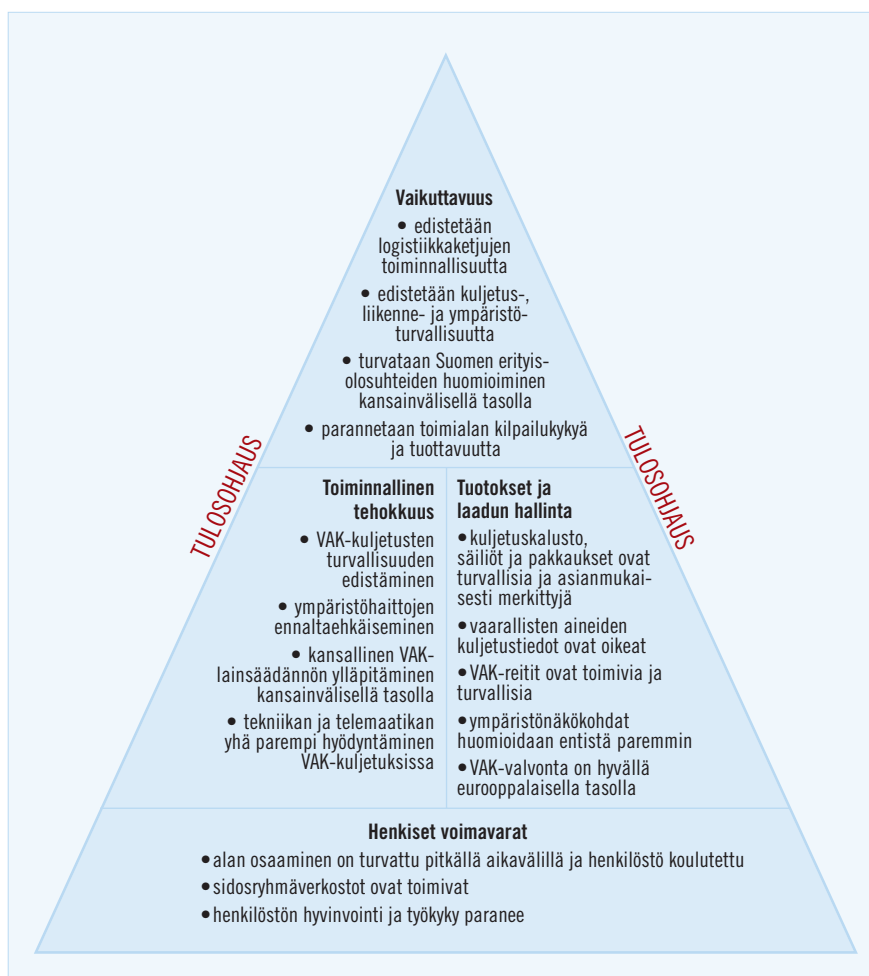 Vaikuttavuus
• edistetään
logistiikkaketjujen
toiminnallisuutta
• edistetään kuljetus-,
liikenne- ja ympäristö-
turvallisuutta
• turvataan Suomen erityis-
olosuhteiden huomioiminen
kansainvälisellä tasolla
• parannetaan toimialan kilpailukykyä
ja tuottavuutta
TULOSOHJAUS
TULOSOHJAUS
Toiminnallinen
tehokkuus
• VAK-kuljetusten
turvallisuuden
edistäminen
• ympäristöhaittojen
ennaltaehkäiseminen
• kansallinen VAK-
lainsäädännön ylläpitäminen
kansainvälisellä tasolla
• tekniikan ja telemaatikan
yhä parempi hyödyntäminen
VAK-kuljetuksissa
Tuotokset ja
laadun hallinta
• kuljetuskalusto,
säiliöt ja pakkaukset ovat
turvallisia ja asianmukai-
sesti merkittyjä
• vaarallisten aineiden
kuljetustiedot ovat oikeat
• VAK-reitit ovat toimivia ja
turvallisia
• ympäristönäkökohdat
huomioidaan entistä paremmin
• VAK-valvonta on hyvällä
eurooppalaisella tasolla
Henkiset voimavarat
• alan osaaminen on turvattu pitkällä aikavälillä ja henkilöstö koulutettu
• sidosryhmäverkostot ovat toimivat
• henkilöstön hyvinvointi ja työkyky paranee